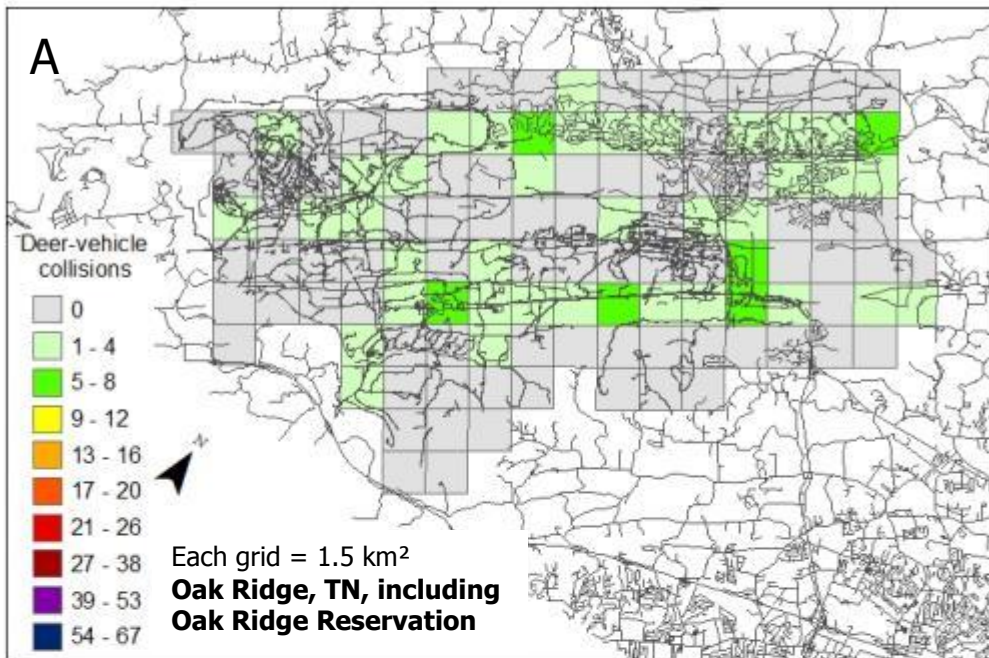 A
Deer-vehicle
collisions
0
1 - 4
5 - 8
9 - 12
13 - 16
17 - 20
21 - 26
27 - 38
39 - 53
54 - 67
N
Each grid = 1.5 km²
Oak Ridge, TN, including
Oak Ridge Reservation